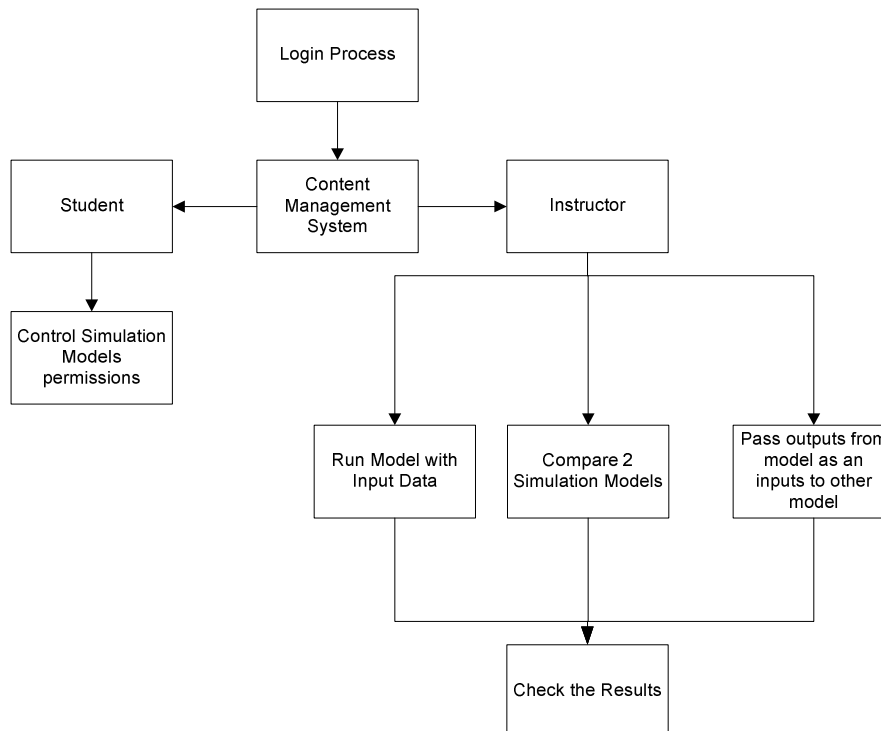 Login Process
Student
Content
Management
System
Instructor
Control Simulation
Models
permissions
Run Model with
Input Data
Compare 2
Simulation Models
Pass outputs from
model as an
inputs to other
model
Check the Results